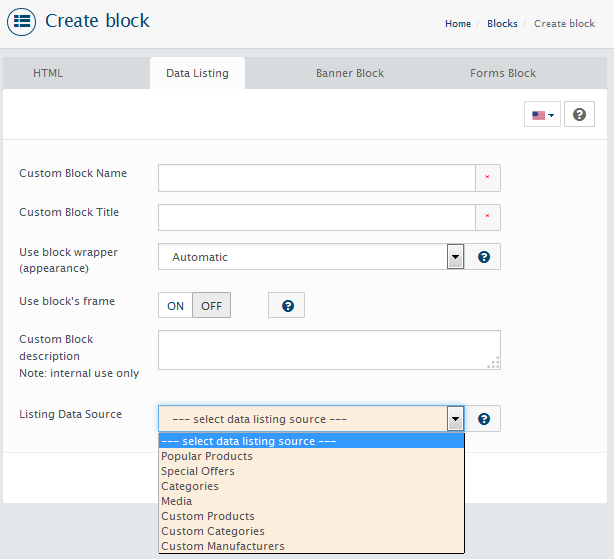 Create block
Home / Blocks / Create block
HTML Data Listing Banner Block Forms Block
Custom Block Name *
Custom Block Title *
Use block wrapper
(appearance)
Automatic
Use block's frame
ON OFF
Custom Block
description
Note: internal use only
Listing Data Source
--- select data listing source ---
--- select data listing source ---
Popular Products
Special Offers
Categories
Media
Custom Products
Custom Categories
Custom Manufacturers